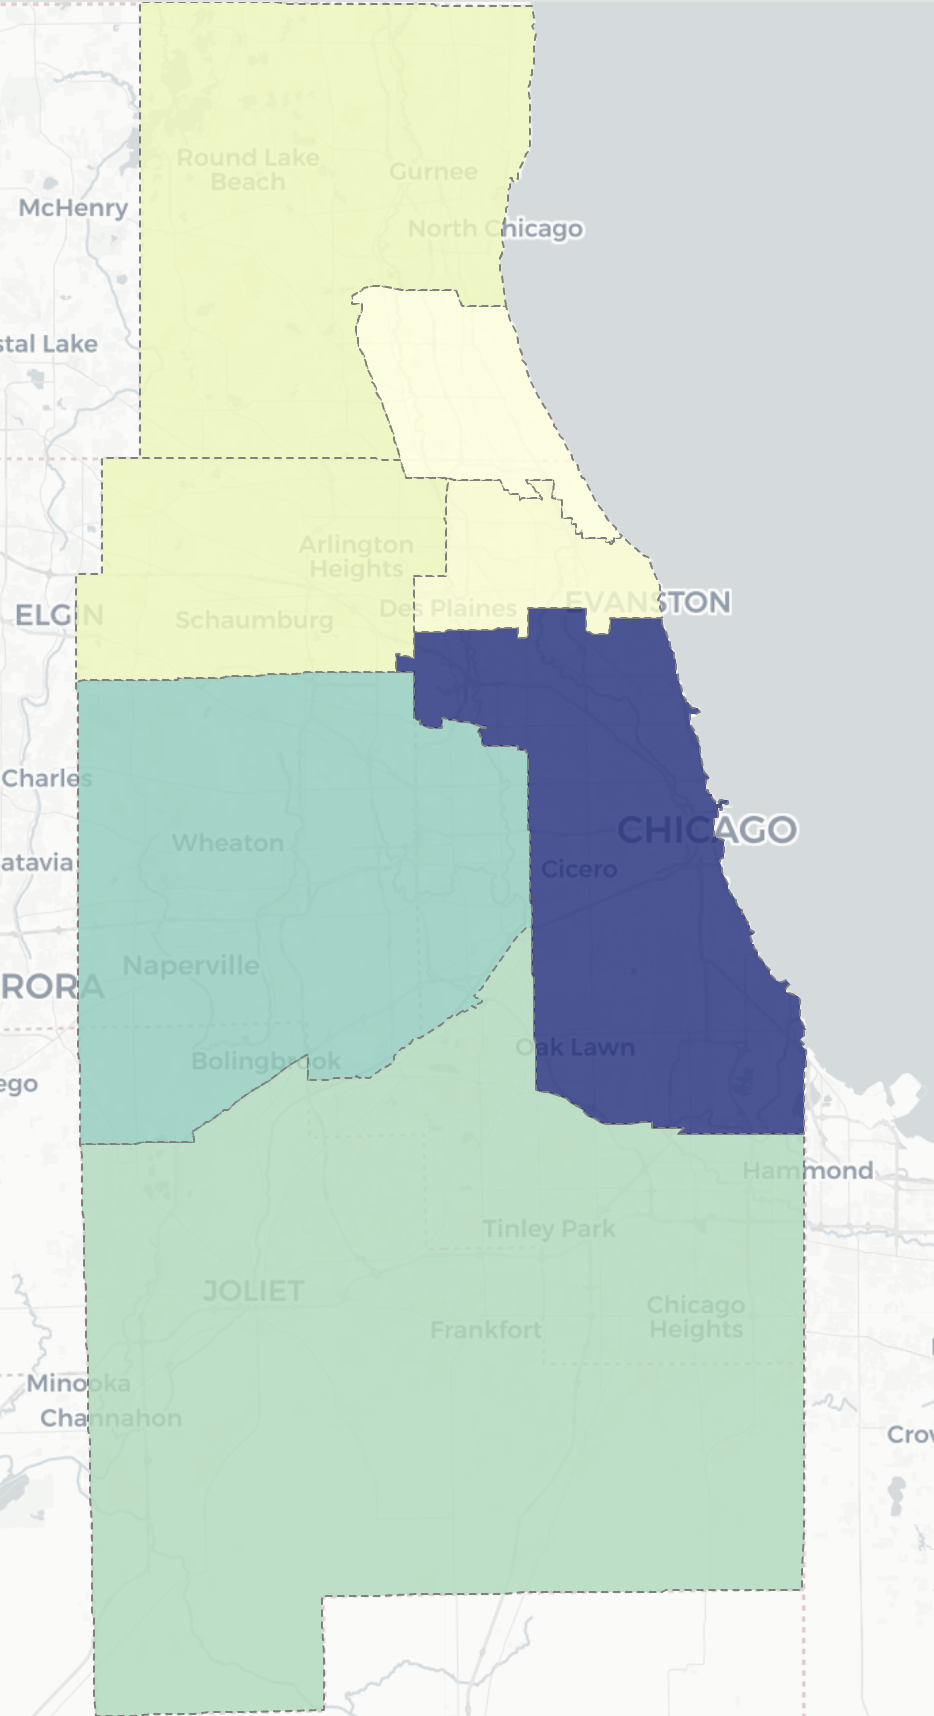 Round Lake
Beach
Gurnee
McHenry
North Chicago
stal Lake
Arlington
Heights
ELGIN
Schaumburg
Des Plaines
EVANSTON
Charles
CHICAGO
Wheaton
atavia
Cicero
Naperville
RORA
Oak Lawn
Bolingbrook
ego
Hammond
Tinley Park
JOLIET
Chicago
Heights
Frankfort
Minooka
Channahon
Crow